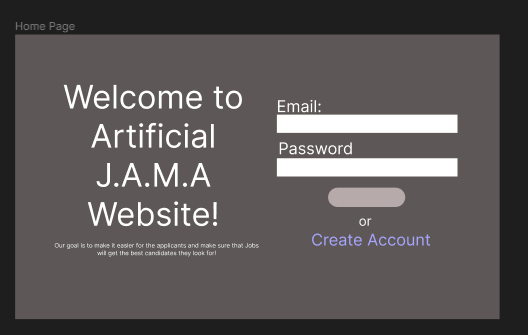 Home Page
Welcome to
Artificial
J.A.M.A
Website!
Our goal is to make it easier for the applicants and make sure that Jobs
will get the best candidates they look for!
Email:
Password
or
Create Account